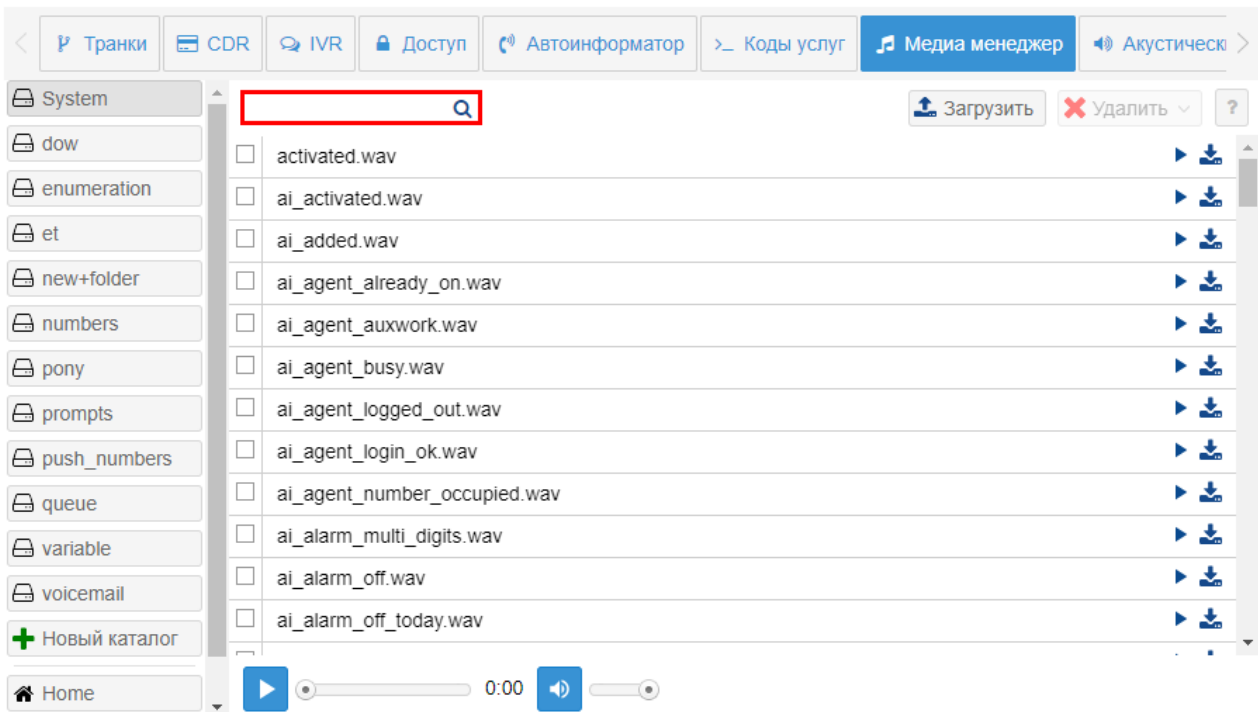 Транки CDR IVR Доступ Автоинформатор >_ Коды услуг Медиа менеджер Акустическ
System
dow
enumeration
et
new+folder
numbers
pony
prompts
push_numbers
queue
variable
voicemail
Новый каталог
Home
Загрузить Удалить ?
activated.wav
ai_activated.wav
ai_added.wav
ai_agent_already_on.wav
ai_agent_auxwork.wav
ai_agent_busy.wav
ai_agent_logged_out.wav
ai_agent_login_ok.wav
ai_agent_number_occupied.wav
ai_alarm_multi_digits.wav
ai_alarm_off.wav
ai_alarm_off_today.wav
0:00